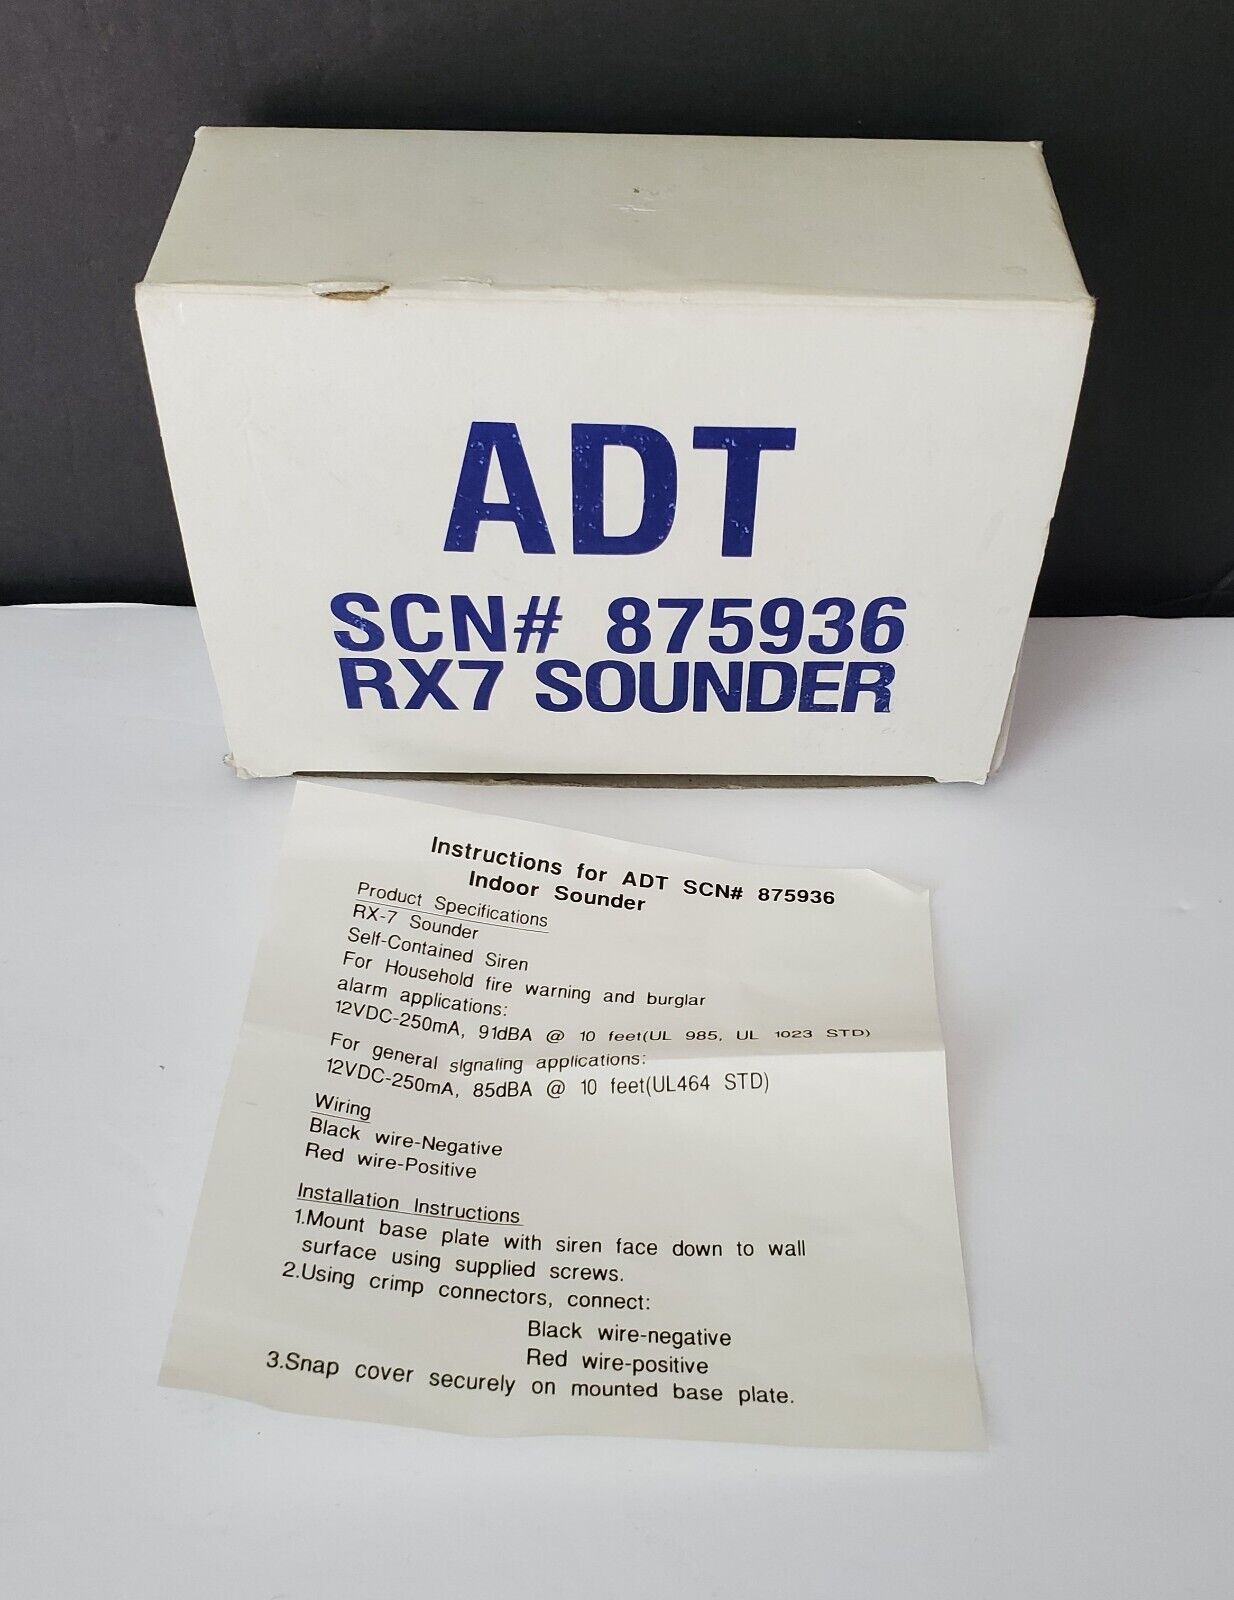 ADT
SCN# 875936
RX7 SOUNDER
Instructions for ADT SCN# 875936
Indoor Sounder
Product Specifications
RX-7 Sounder
Self-Contained Siren
For Household fire warning and burglar
alarm applications:
12VDC-250mA, 91dBA @ 10 feet(UL 985, UL 1023 STD)
For general signaling applications:
12VDC-250mA, 85dBA @ 10 feet(UL464 STD)
Wiring
Black wire-Negative
Red wire-Positive
Installation Instructions
1.Mount base plate with siren face down to wall
surface using supplied screws.
2.Using crimp connectors, connect:
Black wire-negative
Red wire-positive
3.Snap cover securely on mounted base plate.